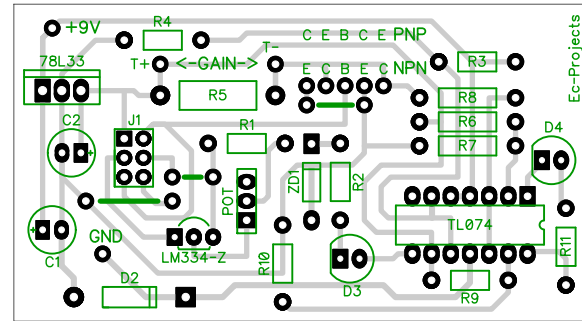 +9V
R4
C E B C E PNP
Ec-Projects
T-
78L33
T+ <-GAIN->
R3
E C B E C NPN
R5
R8
C2
J1
R1
R6
D4
R7
ZD1
R2
POT
TL074
GND
C1
LM334-Z
R10
R11
D2
D3
R9